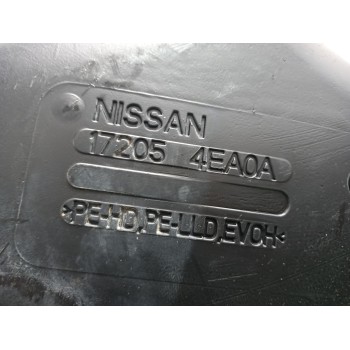 NISSAN
17205 4EA0A
>PE-HD,PE-LLD,EVOH<